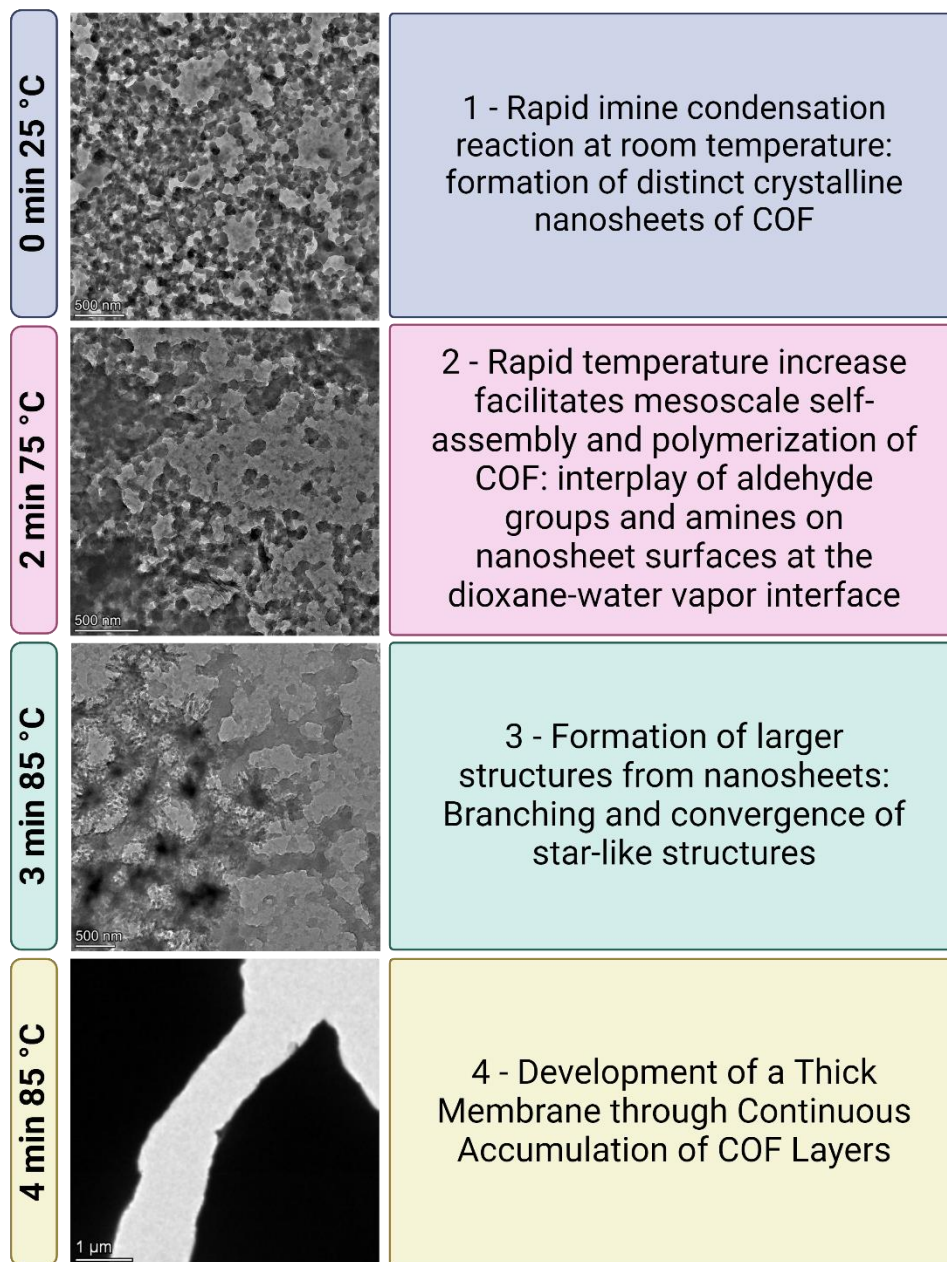 0 min 25 °C
500 nm
1 - Rapid imine condensation
reaction at room temperature:
formation of distinct crystalline
nanosheets of COF
2 min 75 °C
500 nm
2 - Rapid temperature increase
facilitates mesoscale self-
assembly and polymerization of
COF: interplay of aldehyde
groups and amines on
nanosheet surfaces at the
dioxane-water vapor interface
3 min 85 °C
500 nm
3 - Formation of larger
structures from nanosheets:
Branching and convergence of
star-like structures
4 min 85 °C
1 µm
4 - Development of a Thick
Membrane through Continuous
Accumulation of COF Layers